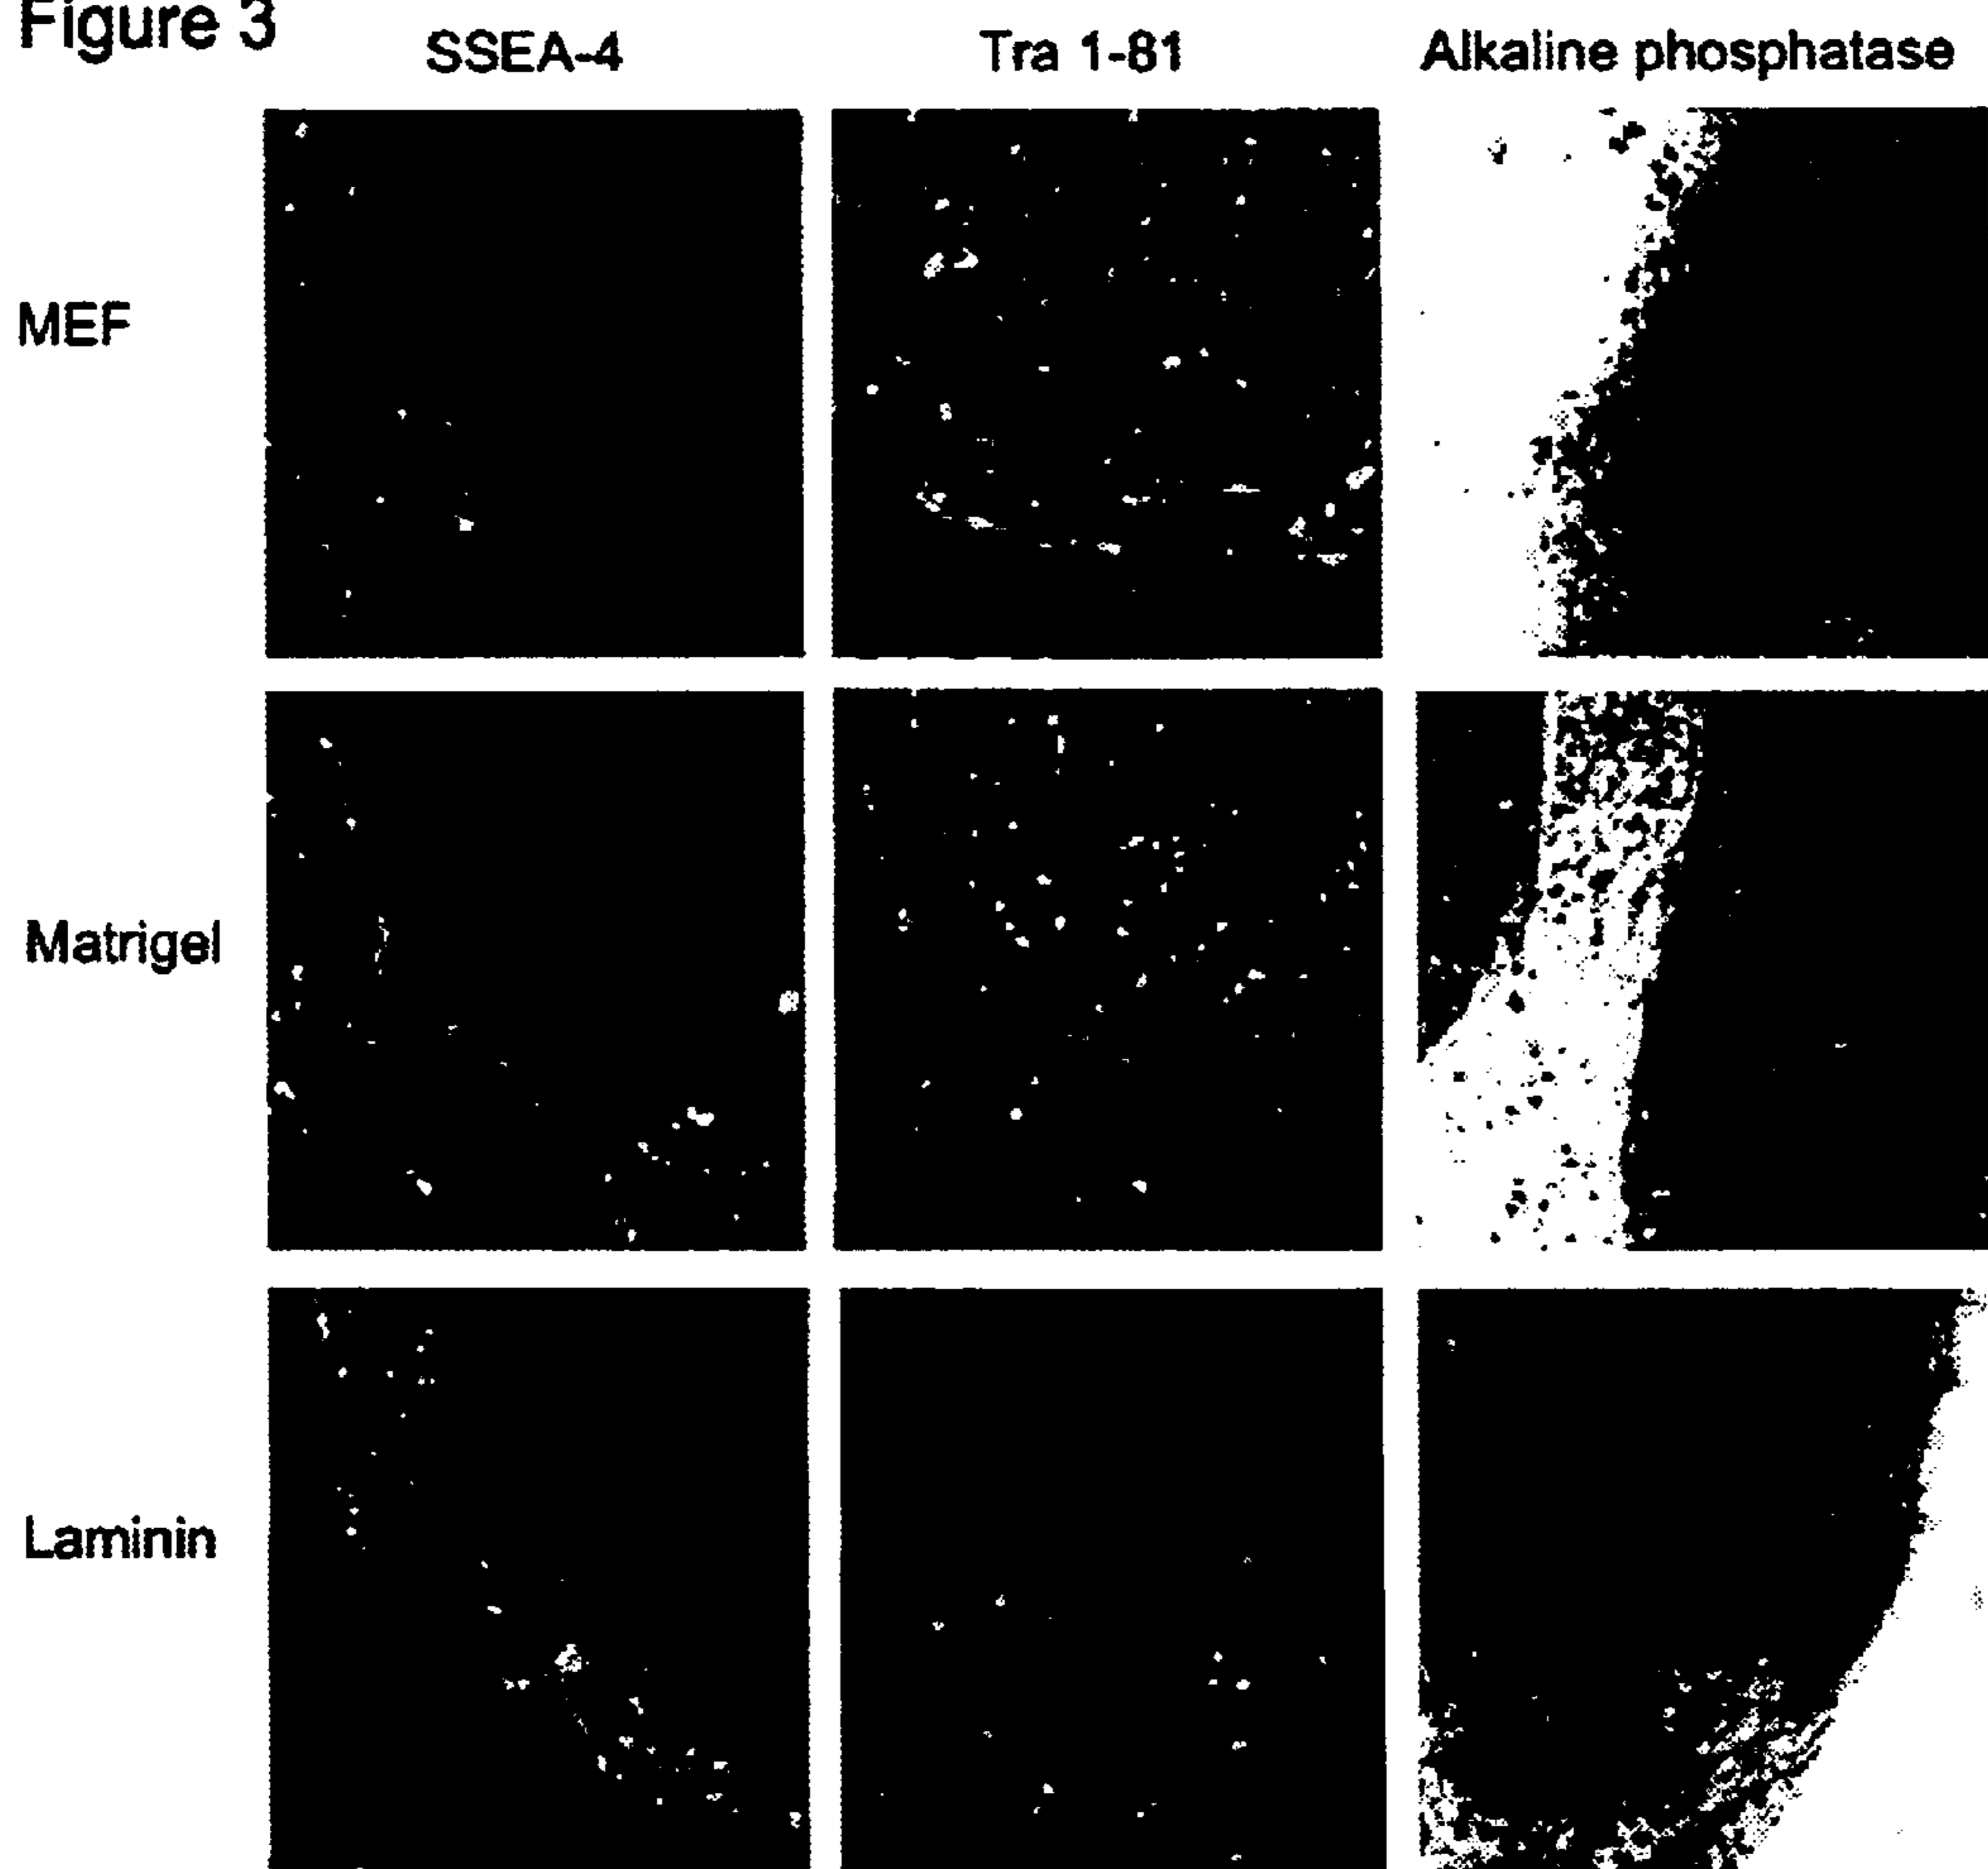 Figure 3
SSEA-4 Tra 1-81 Alkaline phosphatase
MEF
Matrigel
Laminin